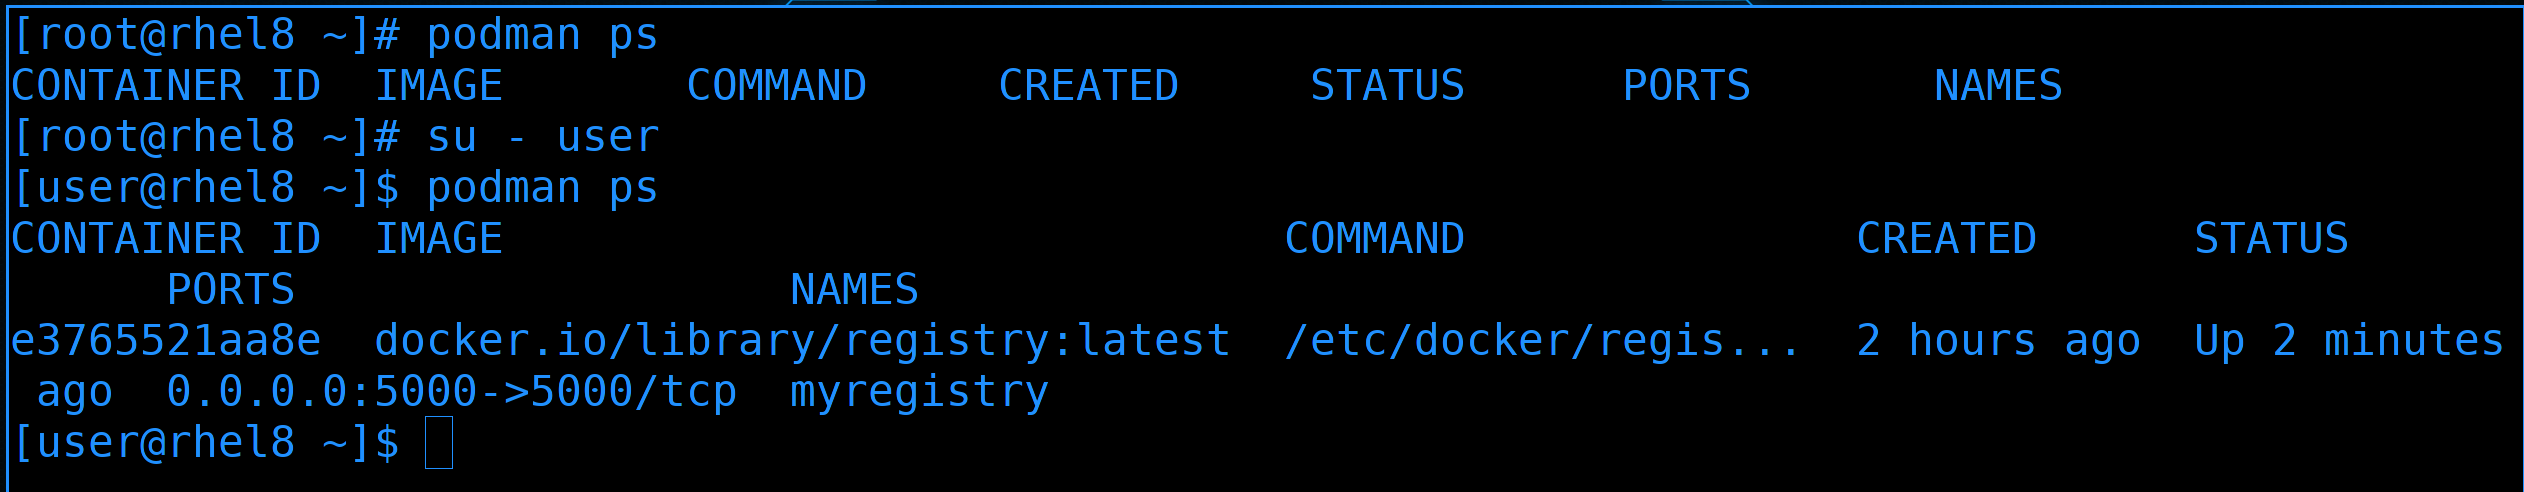 [root@rhel8 ~]# podman ps
CONTAINER ID  IMAGE       COMMAND     CREATED     STATUS      PORTS       NAMES
[root@rhel8 ~]# su - user
[user@rhel8 ~]$ podman ps
CONTAINER ID  IMAGE                              COMMAND               CREATED      STATUS
      PORTS                   NAMES
e3765521aa8e  docker.io/library/registry:latest  /etc/docker/regis...  2 hours ago  Up 2 minutes
 ago  0.0.0.0:5000->5000/tcp  myregistry
[user@rhel8 ~]$